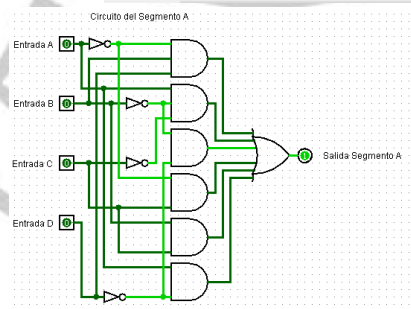 Circuito del Segmento A
Entrada A
0
Entrada B
0
Entrada C
0
Entrada D
0
1
Salida Segmento A